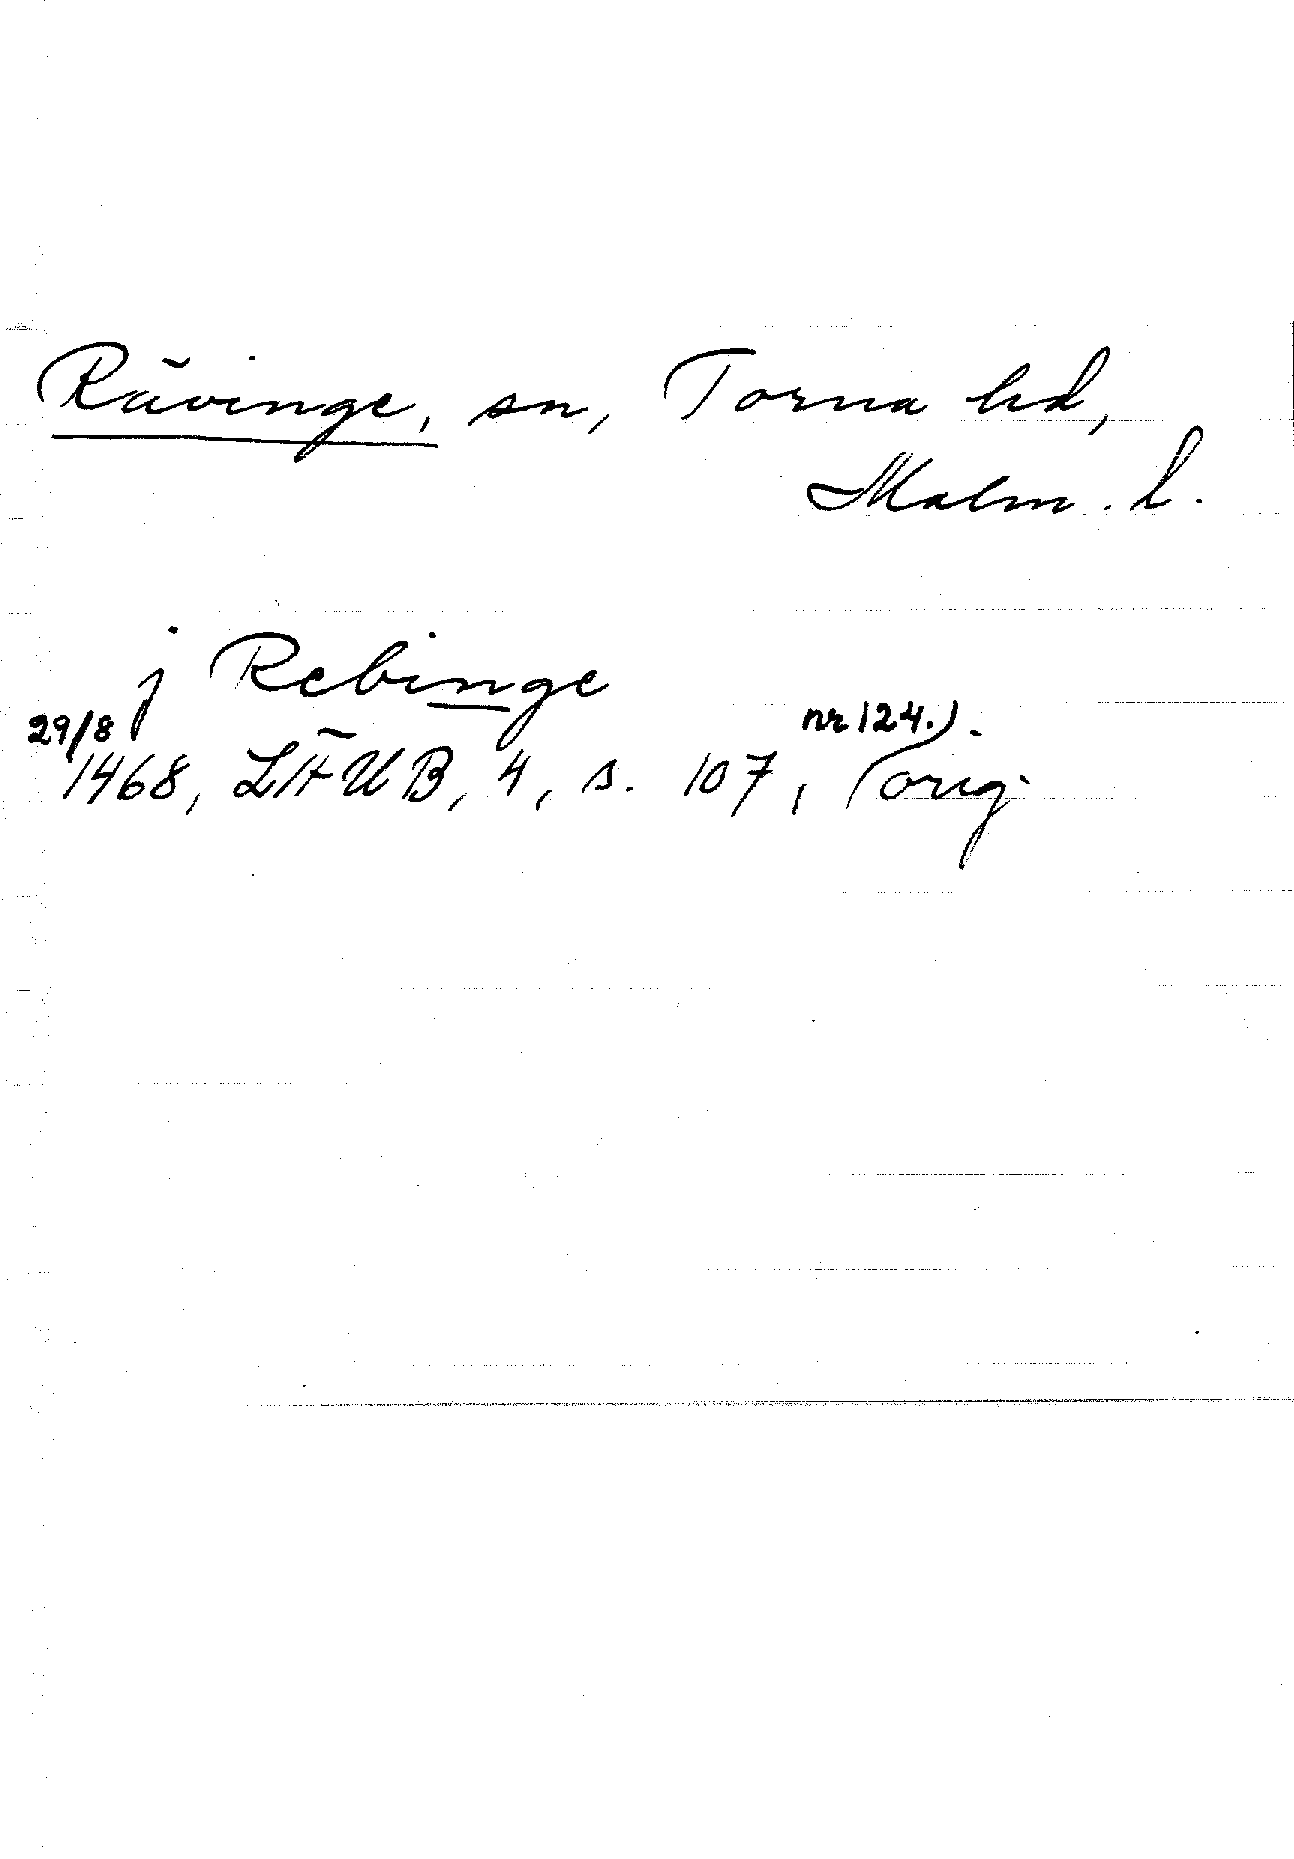 Rävinge, sn, Torna hd,
Malm. l.
j Rebinge
29/8 nr 124.).
1468, LÄUB, 4, s. 107, (orig.